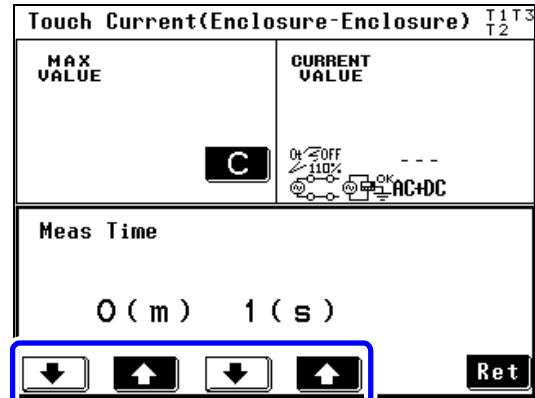 Touch Current(Enclosure-Enclosure) T1T3
T2
MAX
VALUE
C
CURRENT
VALUE
OFF
110%
---
OK
AC+DC
Meas Time
0(m) 1(s)
Ret